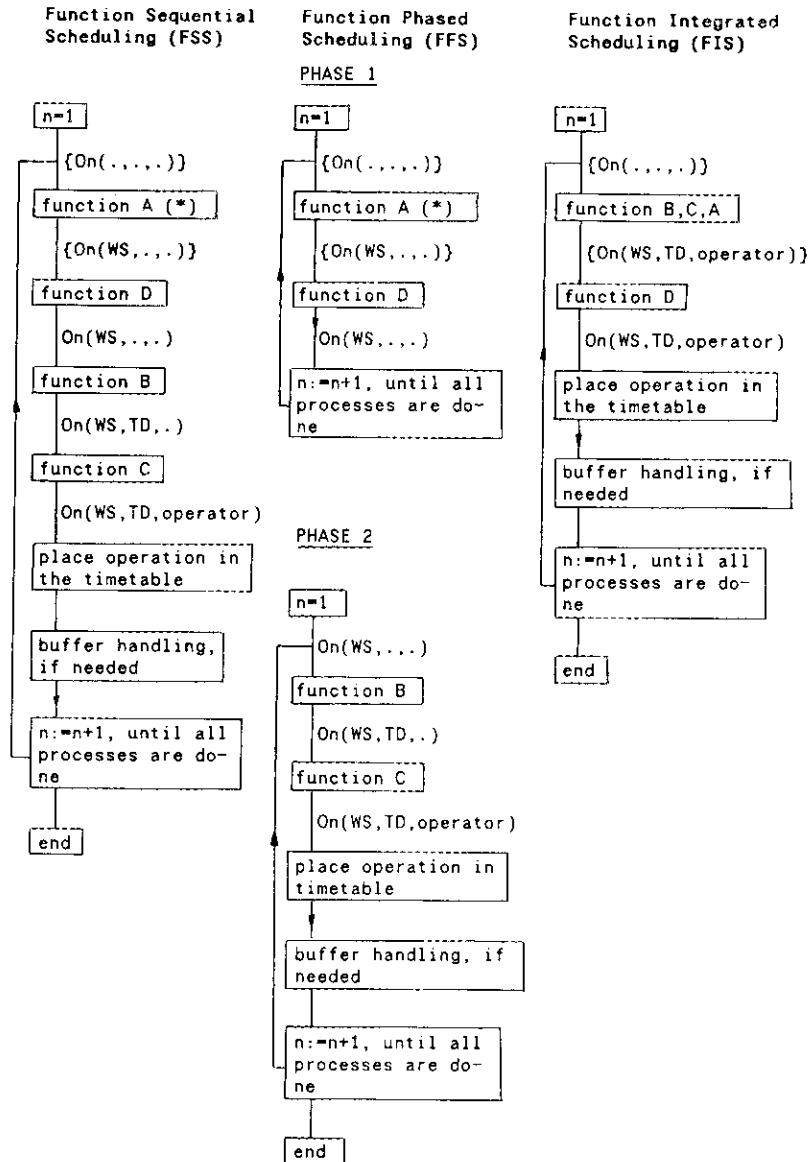 Function Sequential
Scheduling (FSS)
n=1
{On(.,.,.)}
function A (*)
{On(WS,.,.)}
function D
On(WS,.,.)
function B
On(WS,TD,.)
function C
On(WS,TD,operator)
place operation in
the timetable
buffer handling,
if needed
n:=n+1, until all
processes are do-
ne
end
Function Phased
Scheduling (FFS)
PHASE 1
n=1
{On(.,.,.)}
function A (*)
{On(WS,.,.)}
function D
On(WS,.,.)
n:=n+1, until all
processes are do-
ne
PHASE 2
n=1
On(WS,.,.)
function B
On(WS,TD,.)
function C
On(WS,TD,operator)
place operation in
timetable
buffer handling, if
needed
n:=n+1, until all
processes are do-
ne
end
Function Integrated
Scheduling (FIS)
n=1
{On(.,.,.)}
function B,C,A
{On(WS,TD,operator)}
function D
On(WS,TD,operator)
place operation in
the timetable
buffer handling, if
needed
n:=n+1, until all
processes are do-
ne
end